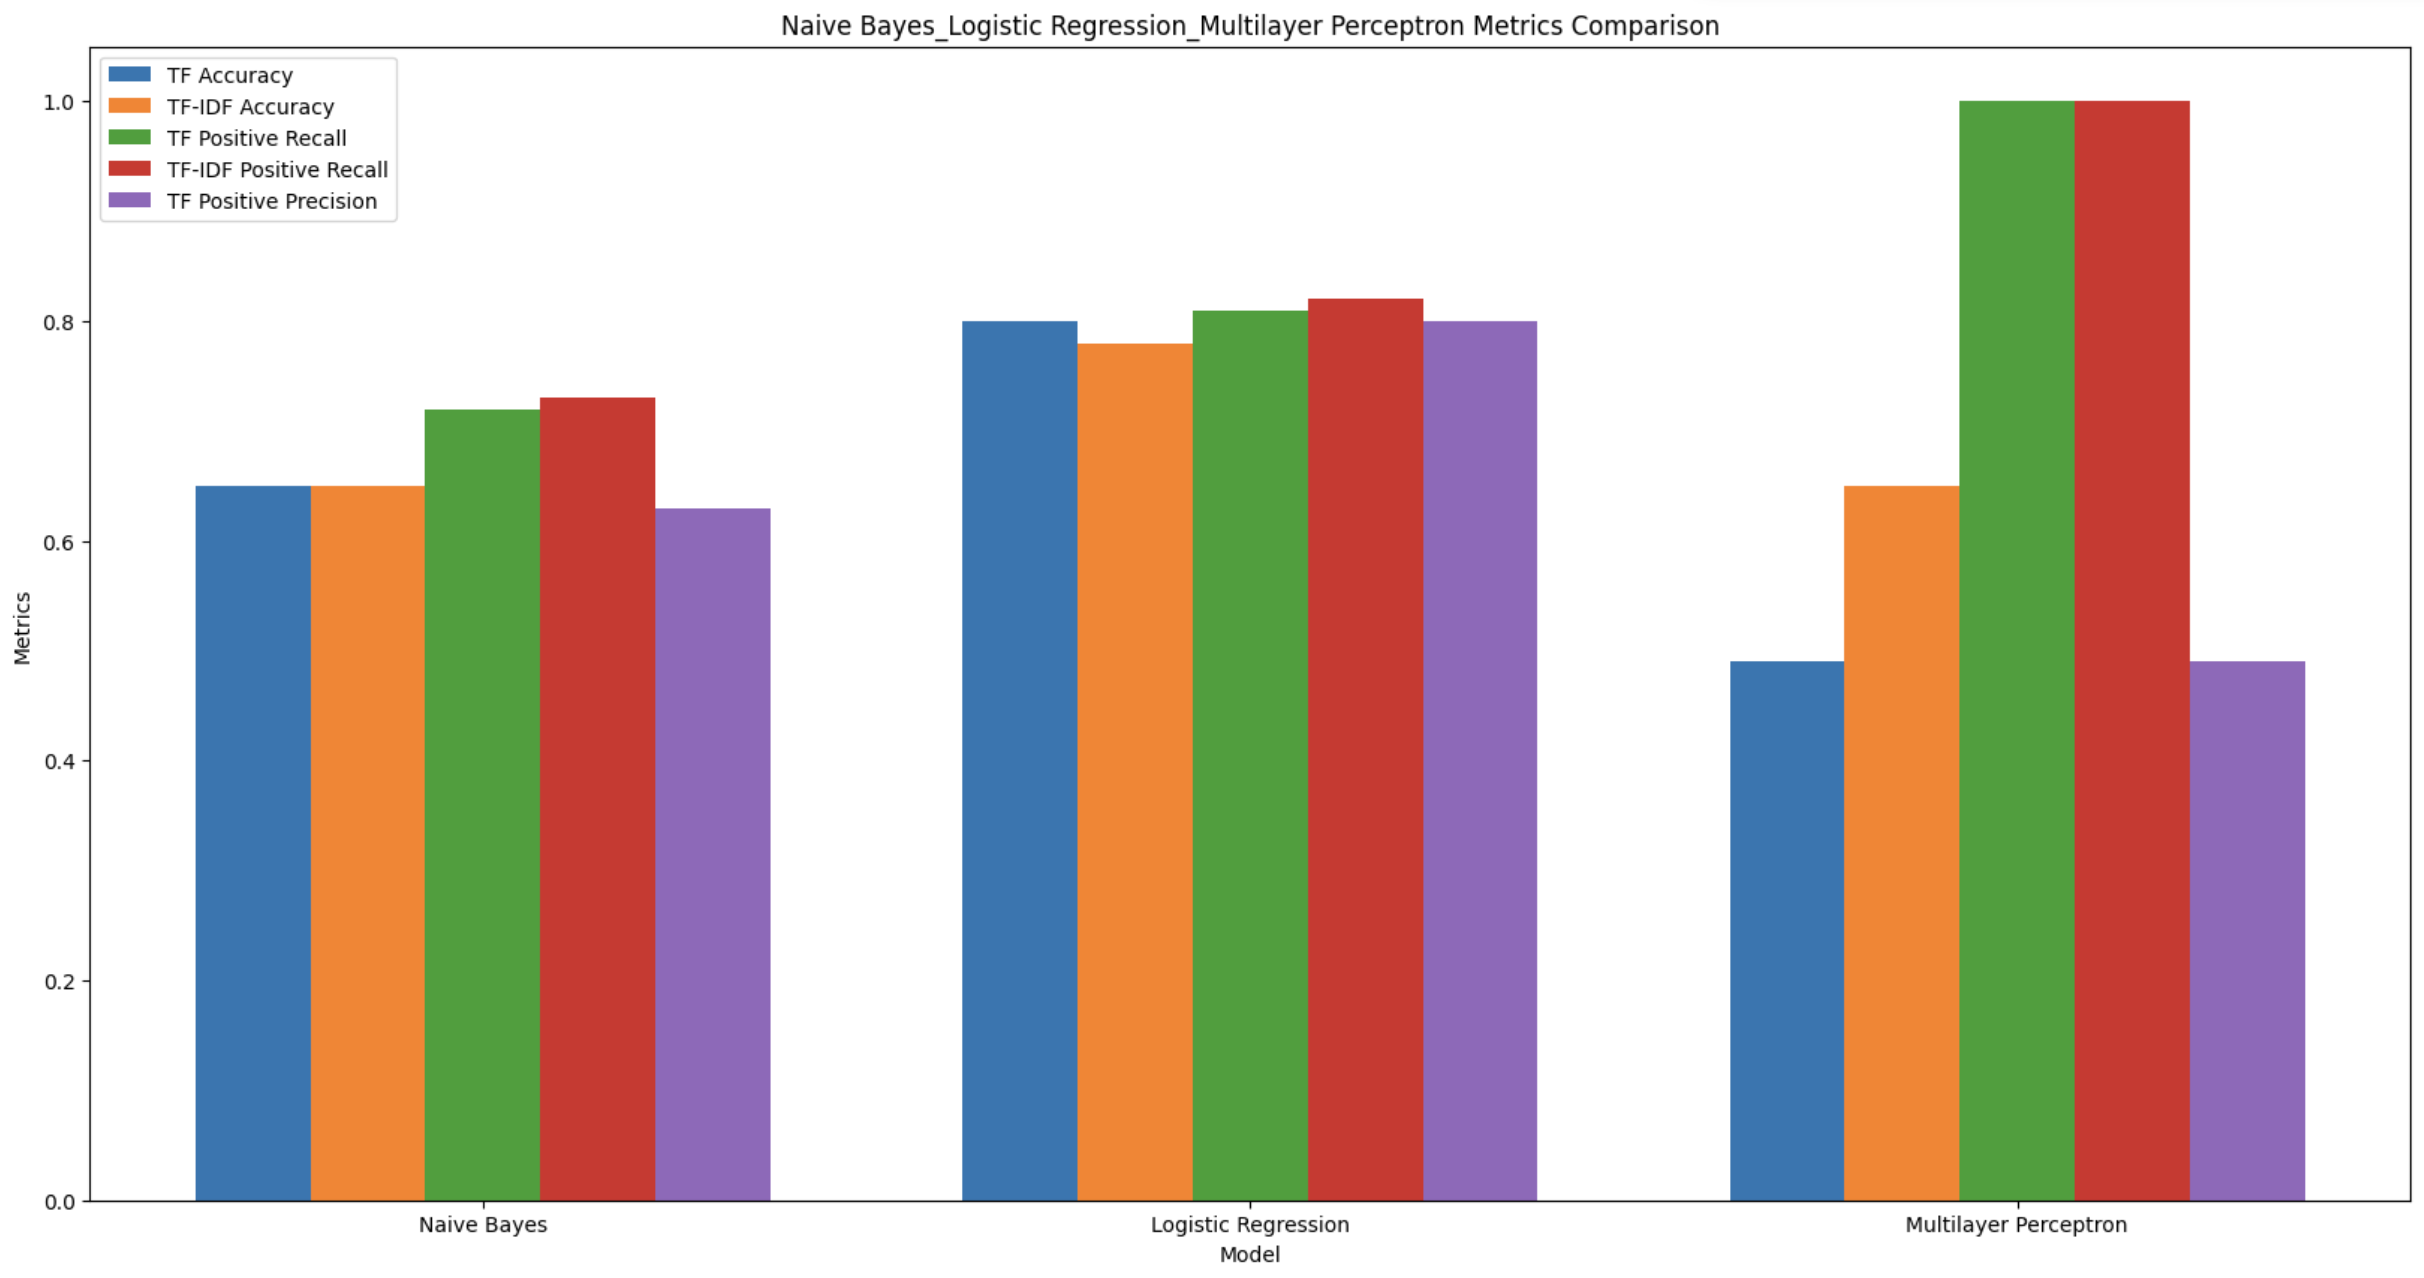 Naive Bayes_Logistic Regression_Multilayer Perceptron Metrics Comparison
TF Accuracy
TF-IDF Accuracy
TF Positive Recall
TF-IDF Positive Recall
TF Positive Precision
1.0
0.8
0.6
0.4
0.2
0.0
Metrics
Naive Bayes
Logistic Regression
Multilayer Perceptron
Model